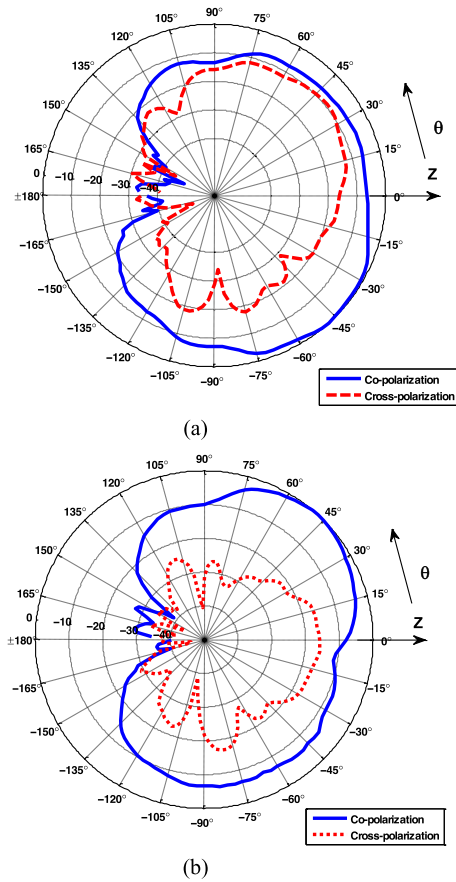 90°
105° 75°
120° 60°
135° 45°
150° 30°
θ
165° 15°
Z
0 −10 −20 −30 −40
±180° 0°
−165° −15°
−150° −30°
−135° −45°
−120° −60°
−105° −75°
−90°
Co-polarization
Cross-polarization
(a)
90°
105° 75°
120° 60°
135° 45°
150° 30°
θ
165° 15°
Z
0 −10 −20 −30 −40
±180° 0°
−165° −15°
−150° −30°
−135° −45°
−120° −60°
−105° −75°
−90°
Co-polarization
Cross-polarization
(b)